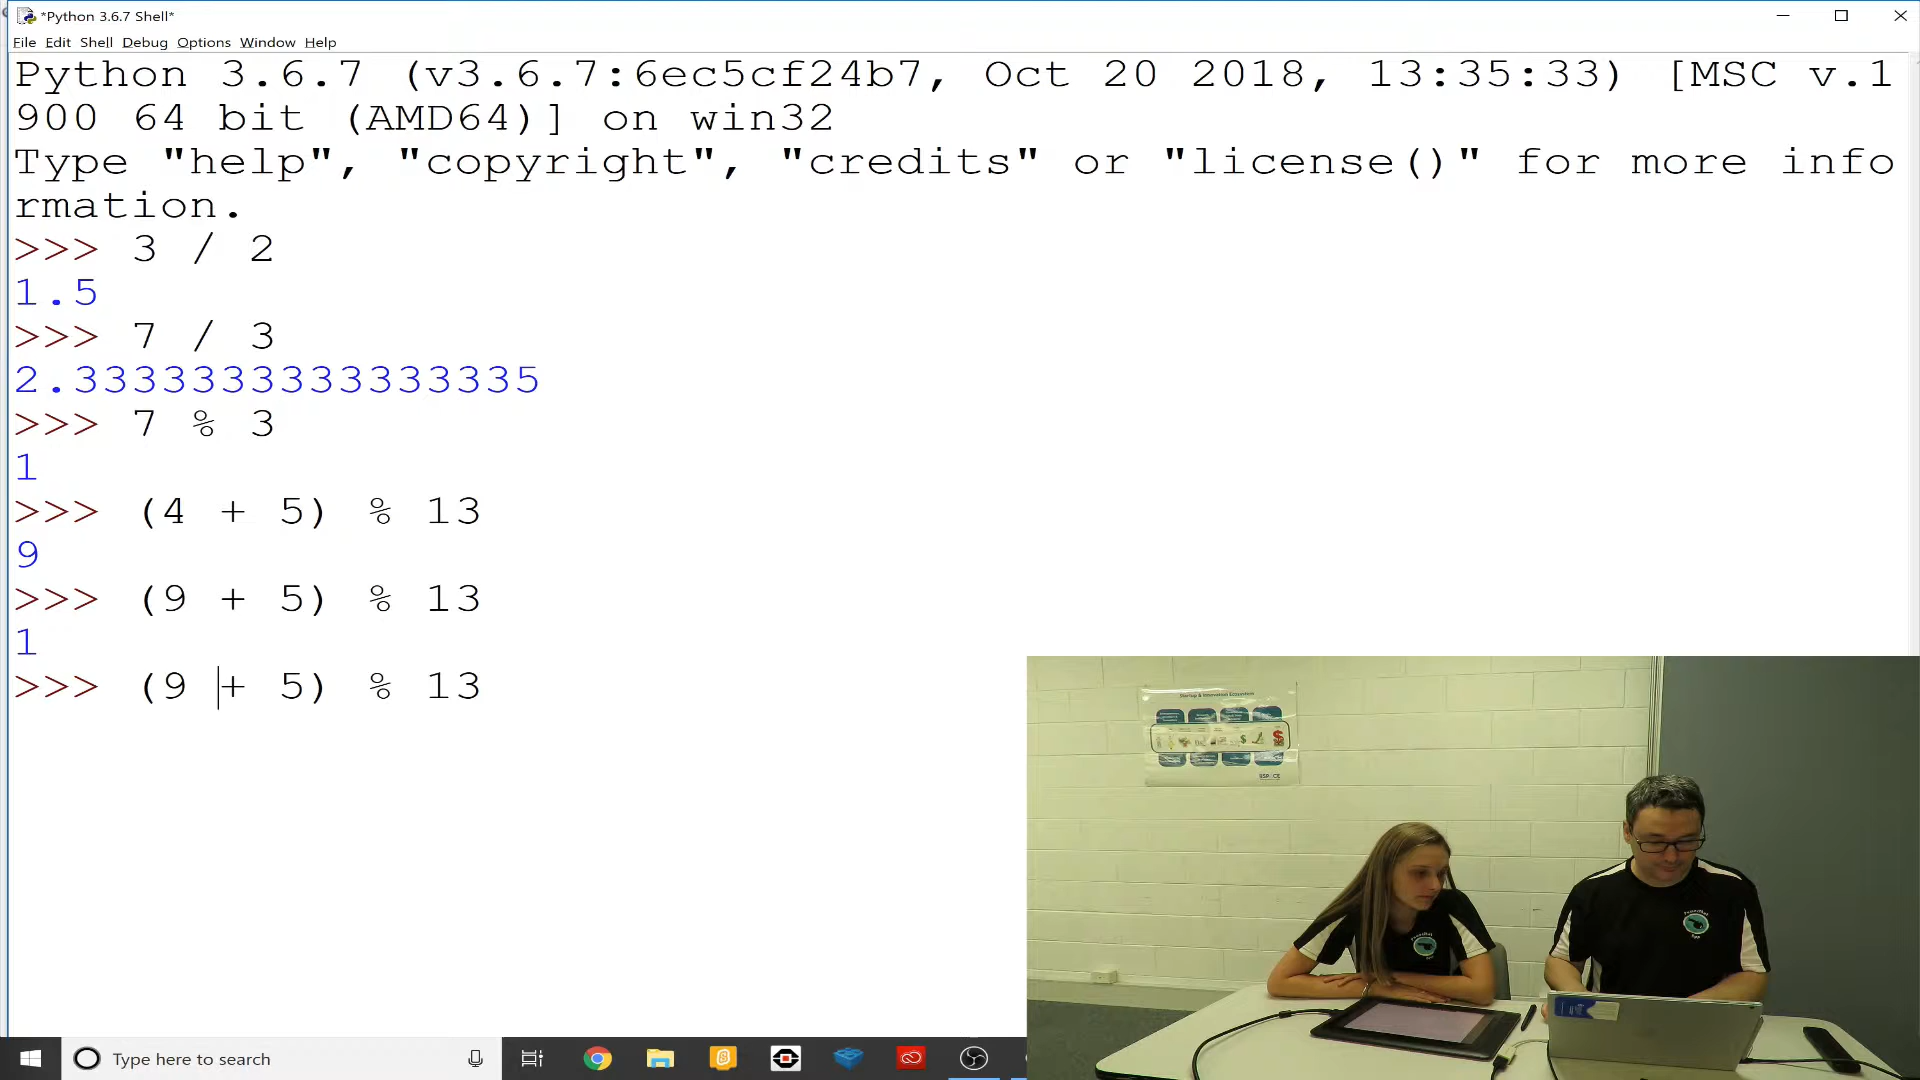 *Python 3.6.7 Shell*
File Edit Shell Debug Options Window Help
Python 3.6.7 (v3.6.7:6ec5cf24b7, Oct 20 2018, 13:35:33) [MSC v.1
900 64 bit (AMD64)] on win32
Type "help", "copyright", "credits" or "license()" for more info
rmation.
>>> 3 / 2
1.5
>>> 7 / 3
2.3333333333333335
>>> 7 % 3
1
>>> (4 + 5) % 13
9
>>> (9 + 5) % 13
1
>>> (9 + 5) % 13
Startup & Innovation Ecosystem
Type here to search